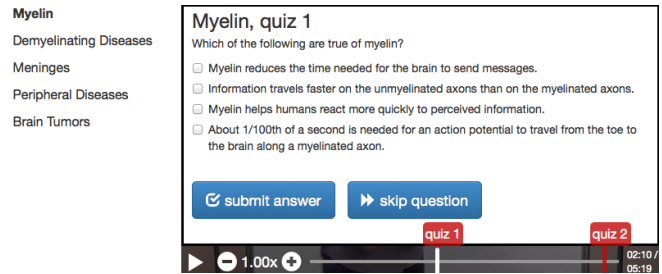 Myelin
Demyelinating Diseases
Meninges
Peripheral Diseases
Brain Tumors
Myelin, quiz 1
Which of the following are true of myelin?
Myelin reduces the time needed for the brain to send messages.
Information travels faster on the unmyelinated axons than on the myelinated axons.
Myelin helps humans react more quickly to perceived information.
About 1/100th of a second is needed for an action potential to travel from the toe to
the brain along a myelinated axon.
submit answer
skip question
quiz 1
quiz 2
1.00x
02:10 /
05:19